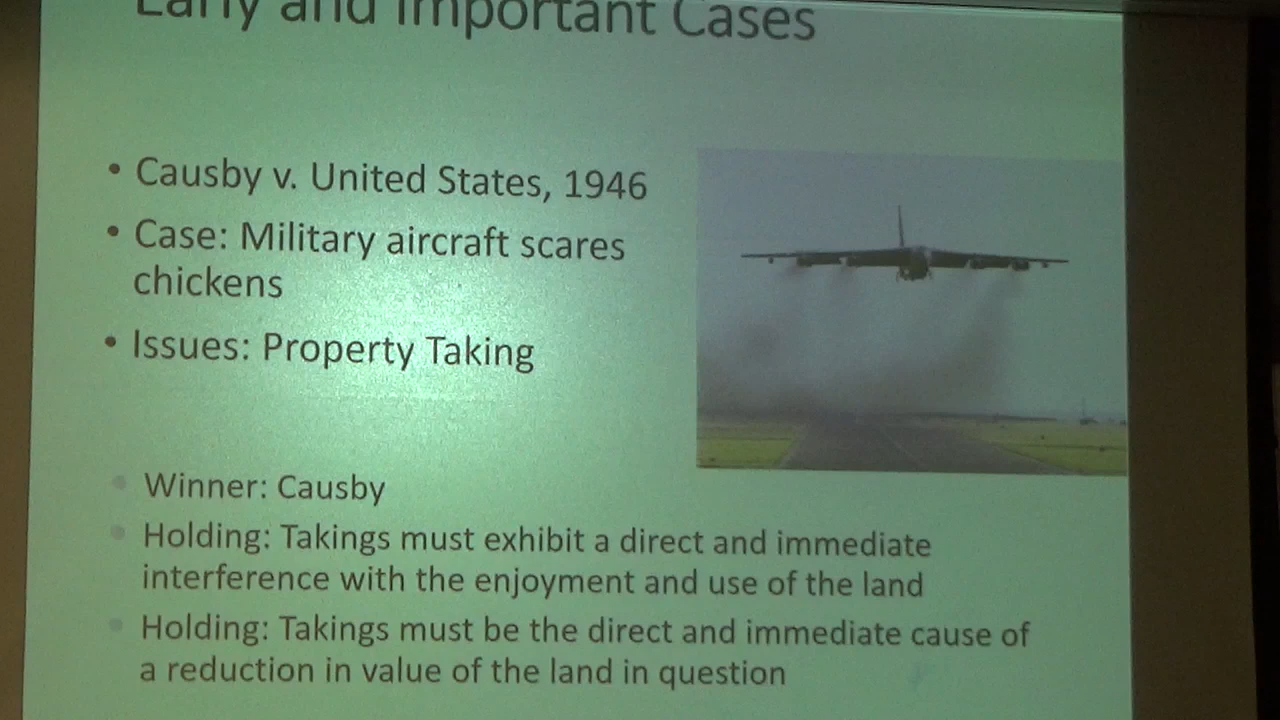 Early and Important Cases
• Causby v. United States, 1946
• Case: Military aircraft scares
chickens
• Issues: Property Taking
• Winner: Causby
• Holding: Takings must exhibit a direct and immediate
interference with the enjoyment and use of the land
• Holding: Takings must be the direct and immediate cause of
a reduction in value of the land in question